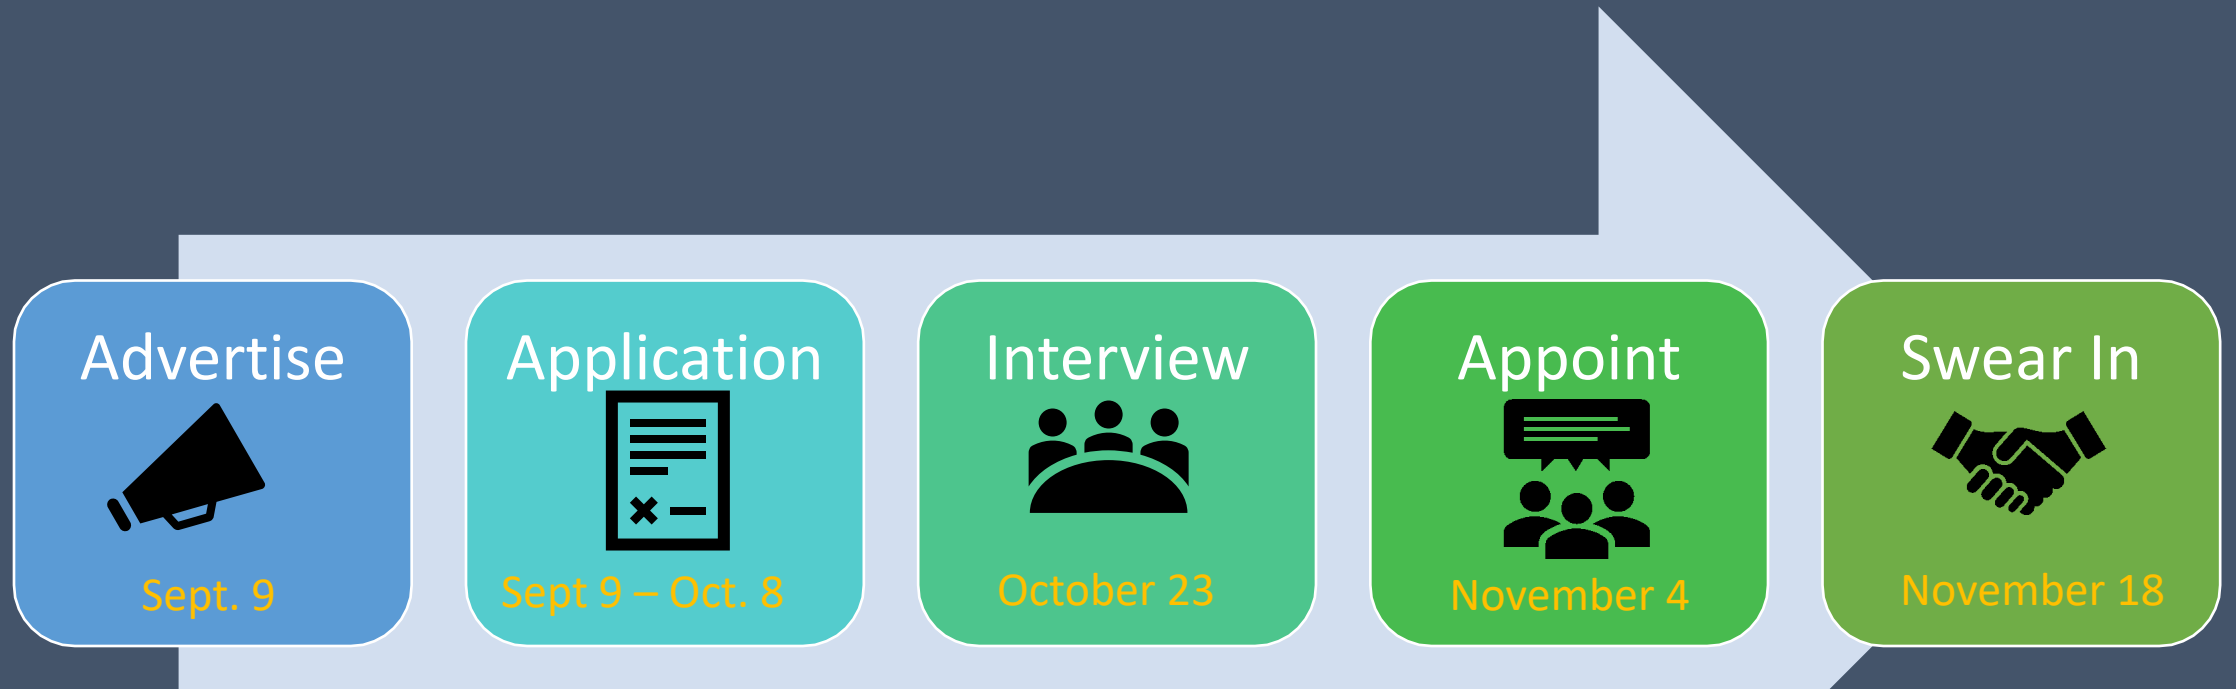 Advertise
Sept. 9
Application
Sept 9 – Oct. 8
Interview
October 23
Appoint
November 4
Swear In
November 18